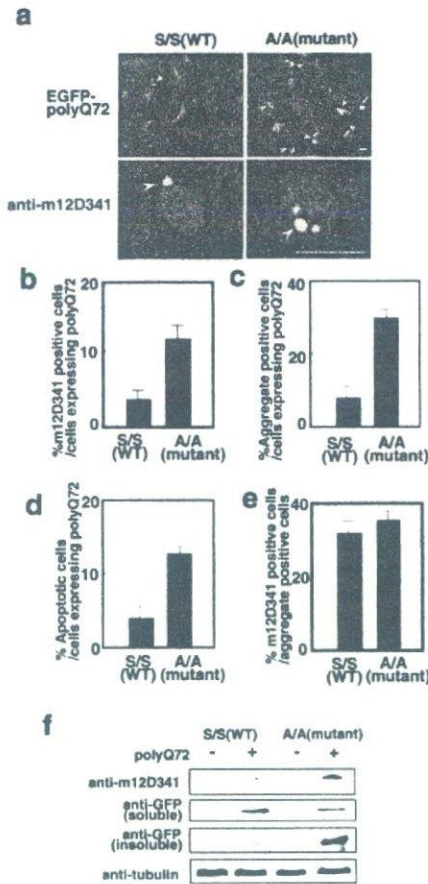 a
S/S(WT) A/A(mutant)
EGFP-
polyQ72
anti-m12D341
b
%m12D341 positive cells
/cells expressing polyQ72
20
10
0
S/S
(WT)
A/A
(mutant)
c
%Aggregate positive cells
/cells expressing polyQ72
40
20
0
S/S
(WT)
A/A
(mutant)
d
% Apoptotic cells
/cells expressing polyQ72
20
10
0
S/S
(WT)
A/A
(mutant)
e
% m12D341 positive cells
/aggregate positive cells
40
20
0
S/S
(WT)
A/A
(mutant)
f
S/S(WT) A/A(mutant)
polyQ72 - + - +
anti-m12D341
anti-GFP
(soluble)
anti-GFP
(insoluble)
anti-tubulin